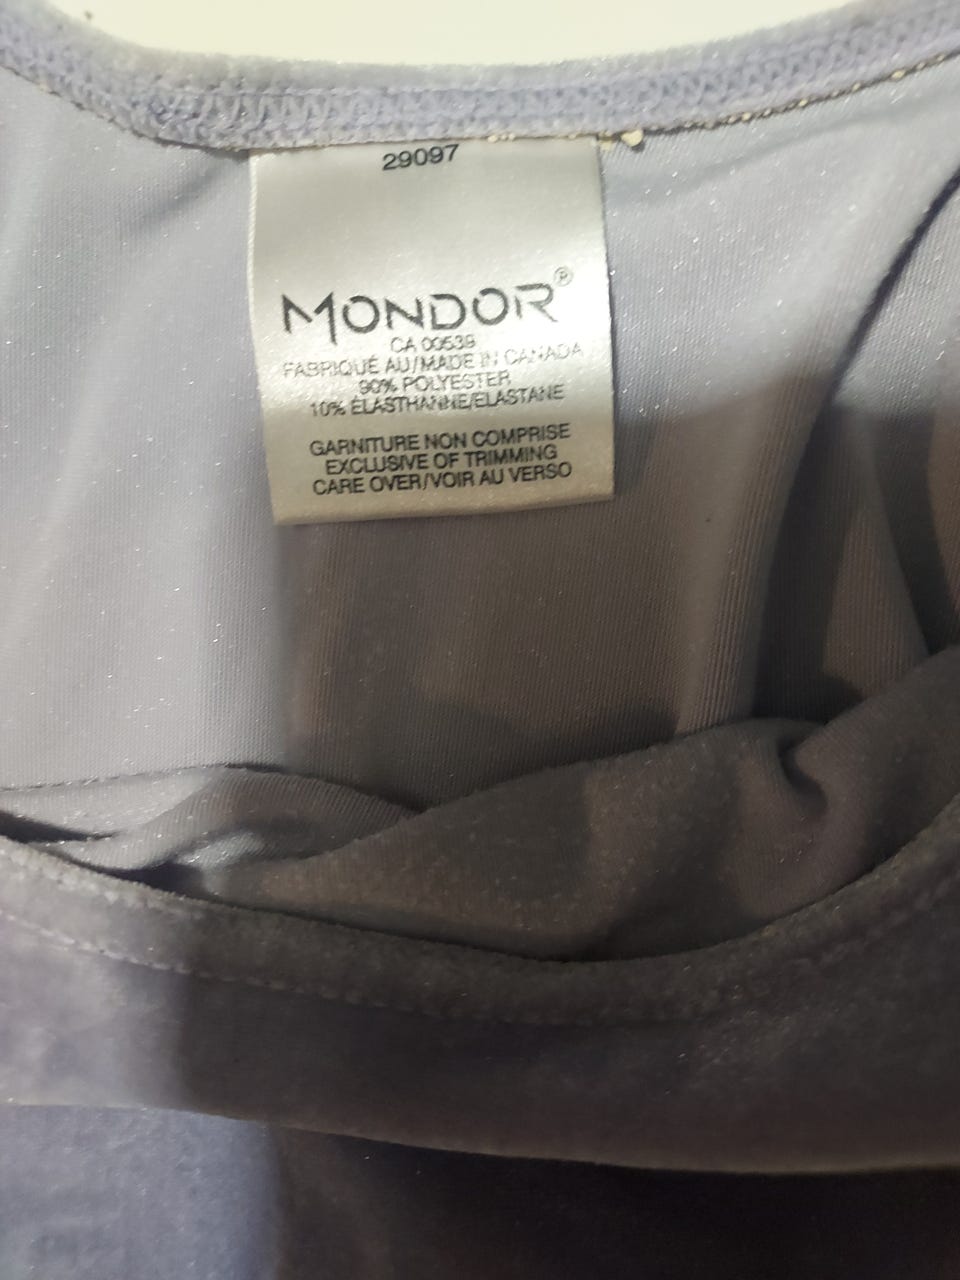 29097
MONDOR®
CA 00539
FABRIQUÉ AU/MADE IN CANADA
90% POLYESTER
10% ÉLASTHANNE/ELASTANE
GARNITURE NON COMPRISE
EXCLUSIVE OF TRIMMING
CARE OVER/VOIR AU VERSO